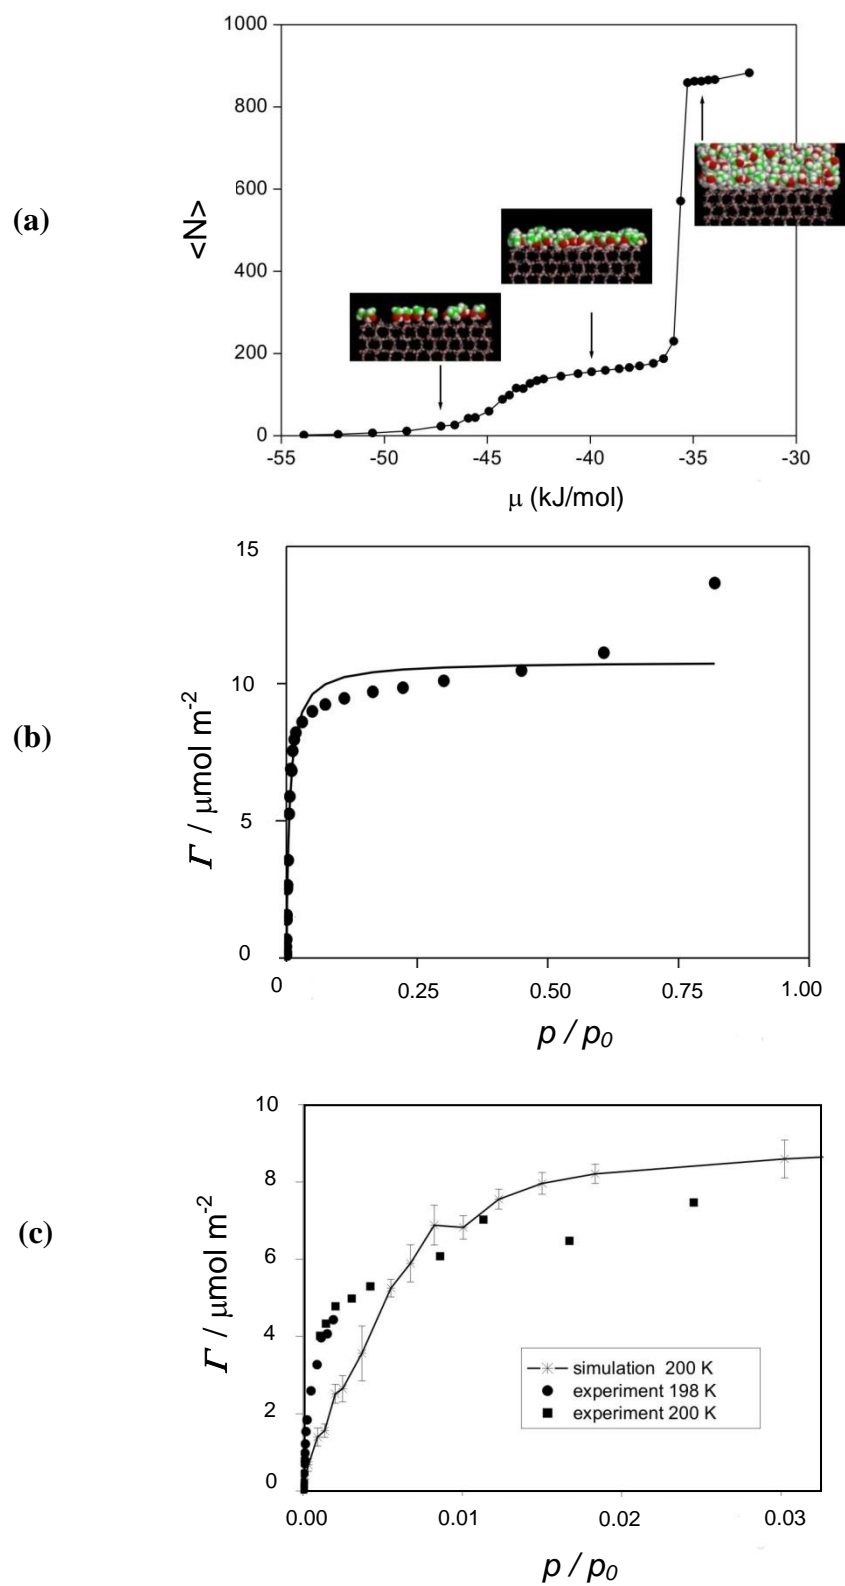 (a)
1000
800
600
400
200
0
<N>
-55 -50 -45 -40 -35 -30
μ (kJ/mol)
(b)
15
10
5
0
Γ / μmol m⁻²
0 0.25 0.50 0.75 1.00
p / p₀
(c)
10
8
6
4
2
0
Γ / μmol m⁻²
simulation 200 K
experiment 198 K
experiment 200 K
0.00 0.01 0.02 0.03
p / p₀